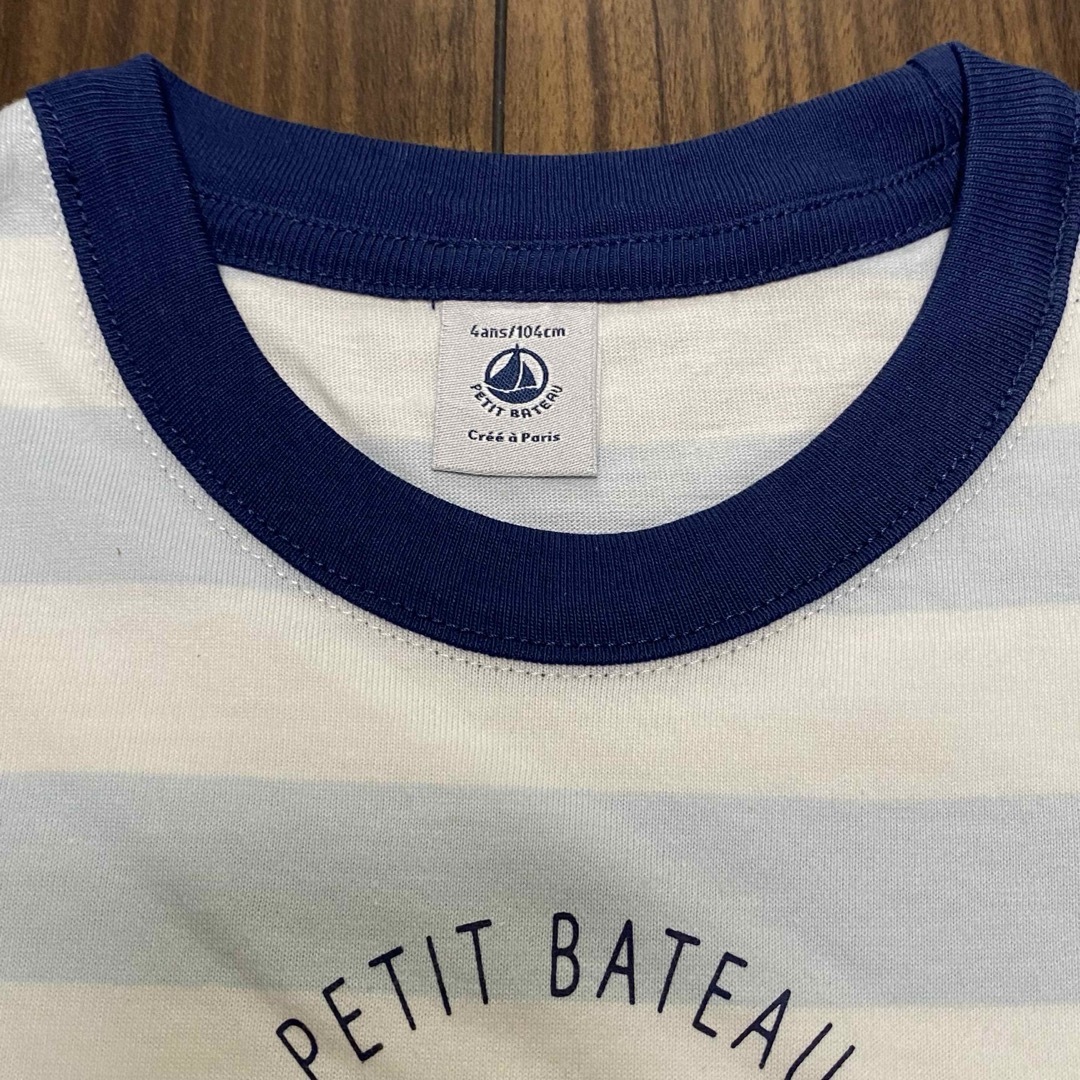 4ans/104cm
PETIT BATEAU
Créé à Paris
PETIT BATEAU